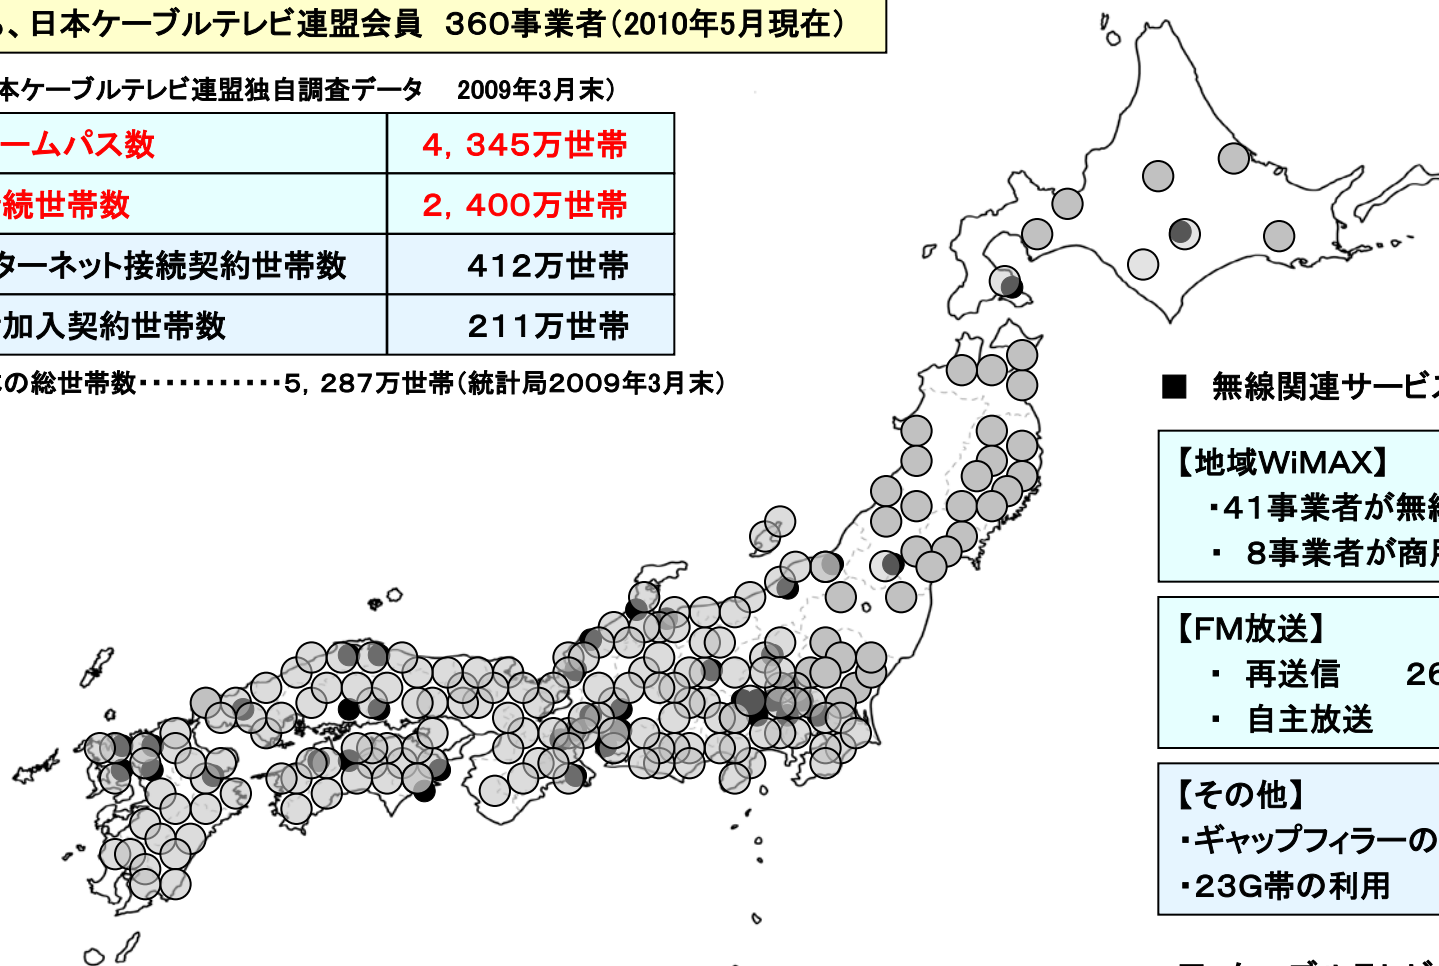 、日本ケーブルテレビ連盟会員　３６０事業者（2010年5月現在）
本ケーブルテレビ連盟独自調査データ　2009年3月末）
ームパス数　４，３４５万世帯
続世帯数　２，４００万世帯
ターネット接続契約世帯数　４１２万世帯
加入契約世帯数　２１１万世帯
の総世帯数・・・・・・・・・・・５，２８７万世帯（統計局２００９年３月末）
■　無線関連サービス
【地域WiMAX】
・４１事業者が無線
・　８事業者が商用
【FM放送】
・　再送信　２６
・　自主放送
【その他】
・ギャップフィラーの
・２３G帯の利用